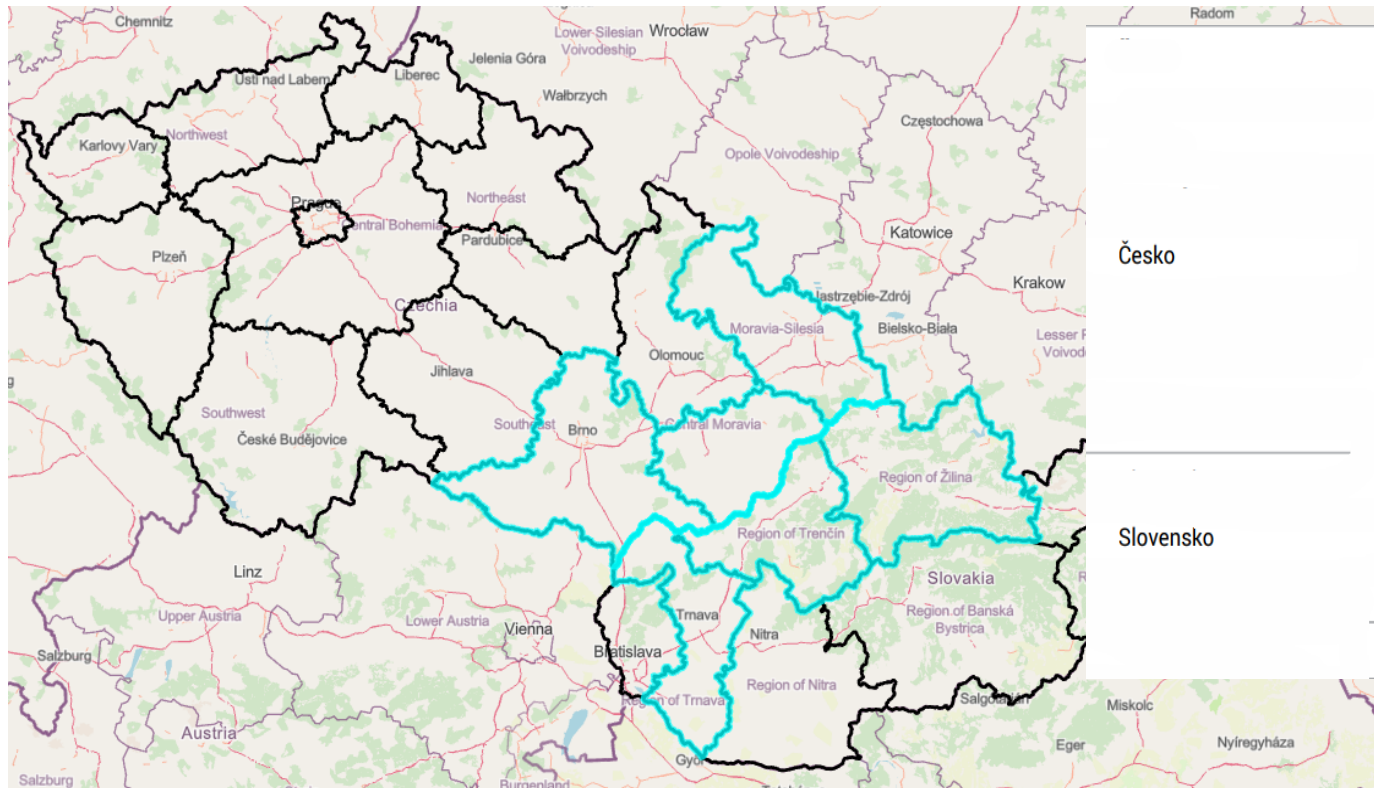 Chemnitz
Lower Silesian
Voivodeship
Wrocław
Radom
Jelenia Góra
Ústí nad Labem
Liberec
Wałbrzych
Częstochowa
Northwest
Karlovy Vary
Opole Voivodeship
Northeast
Prague
Central Bohemia
Katowice
Pardubice
Plzeň
Česko
Krakow
Czechia
Jastrzębie-Zdrój
Moravia-Silesia
Bielsko-Biała
Lesser
Voivod
Olomouc
Jihlava
Southwest
České Budějovice
Southeast
Brno
Central Moravia
Region of Žilina
Region of Trenčín
Slovensko
Linz
Slovakia
Upper Austria
Lower Austria
Trnava
Region of Banská
Bystrica
Vienna
Nitra
Salzburg
Bratislava
Region of Trnava
Region of Nitra
Salgótarján
Miskolc
Austria
Eger
Nyíregyháza
Győr
Salzburg
Burgenland